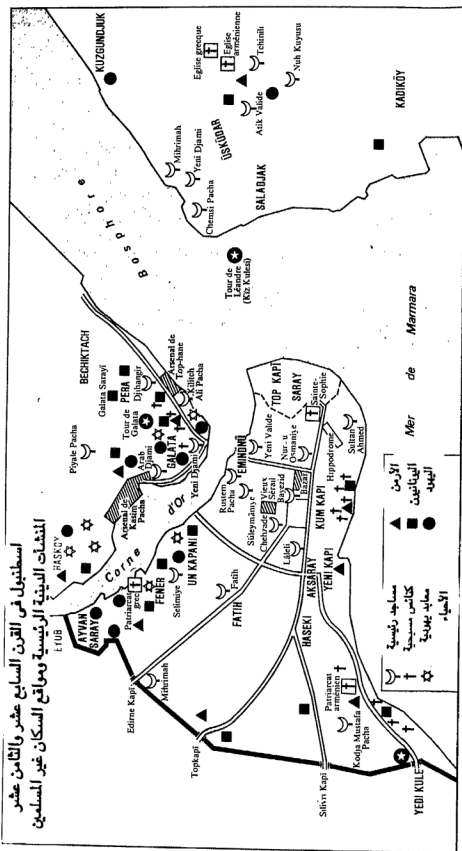 اسطنبول في القرن السابع عشر والثامن عشر
المنشآت الدينية الرئيسية ومواقع السكان غير المسلمين
KUZGUNDJUK
Eglise grecque
Eglise
arménienne
Tchinili
Nuh Kuyusu
Atik Valide
ÜSKÜDAR
Mihrimah
Yeni Djami
Chemsi Pacha
SALADJAK
KADIKÖY
Bosphore
Tour de
Léandre
(Kiz Kulesi)
Mer de Marmara
BECHIKTACH
Galata Sarayï
PERA
Djihangir
Arsenal de
Top-hane
Kilitch
Ali Pacha
Tour de
Galata
Piyale Pacha
Arab
Djami
GALATA
Yeni Djami
Arsenal de
Kasim
Pacha
HASKÖY
Corne d'Or
EYÜB
AYVAN
SARAY
Patriarcat
grec
FENER
Selimiye
UN KAPANI
EMINÖNÜ
Yeni Valide
TOP KAPI
SARAY
Sainte-
Sophie
Rustem
Pacha
Süleymâniye
Vieux
Sérail
Bayezid
Chehzade
Nur-u
Osmaniye
Bazar
Hippodrome
Sultan
Ahmed
Lâleli
KUM KAPI
Fatih
FATIH
AKSARAY
YENI KAPI
HASEKI
Edirne Kapi
Mihrimah
Topkapi
Patriarcat
arménien
Kodja Mustafa
Pacha
Silivri Kapi
YEDI KULE
مساجد رئيسية
كنائس مسيحية
معابد يهودية
الأحياء
الأرمن
اليونانيين
اليهود